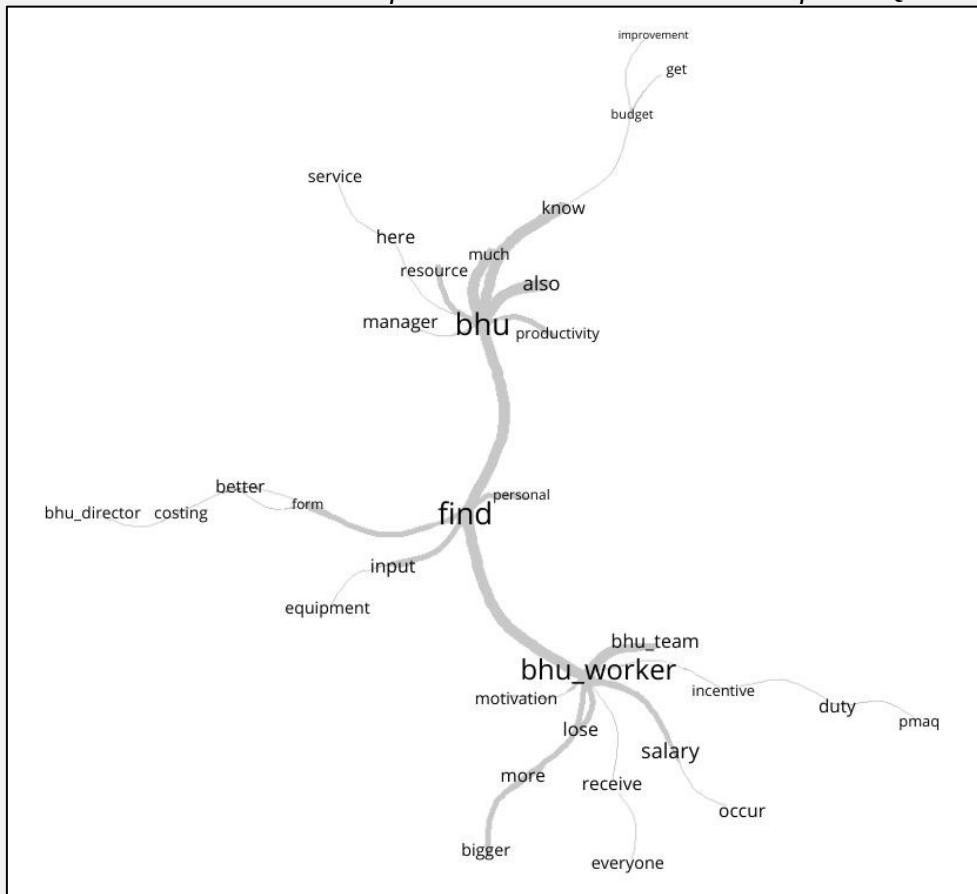 improvement
get
budget
service
know
here
much
resource
also
manager
bhu
productivity
better
personal
form
bhu_director costing
find
input
equipment
bhu_team
bhu_worker
incentive
motivation
duty
pmaq
lose
salary
more
receive
occur
bigger
everyone